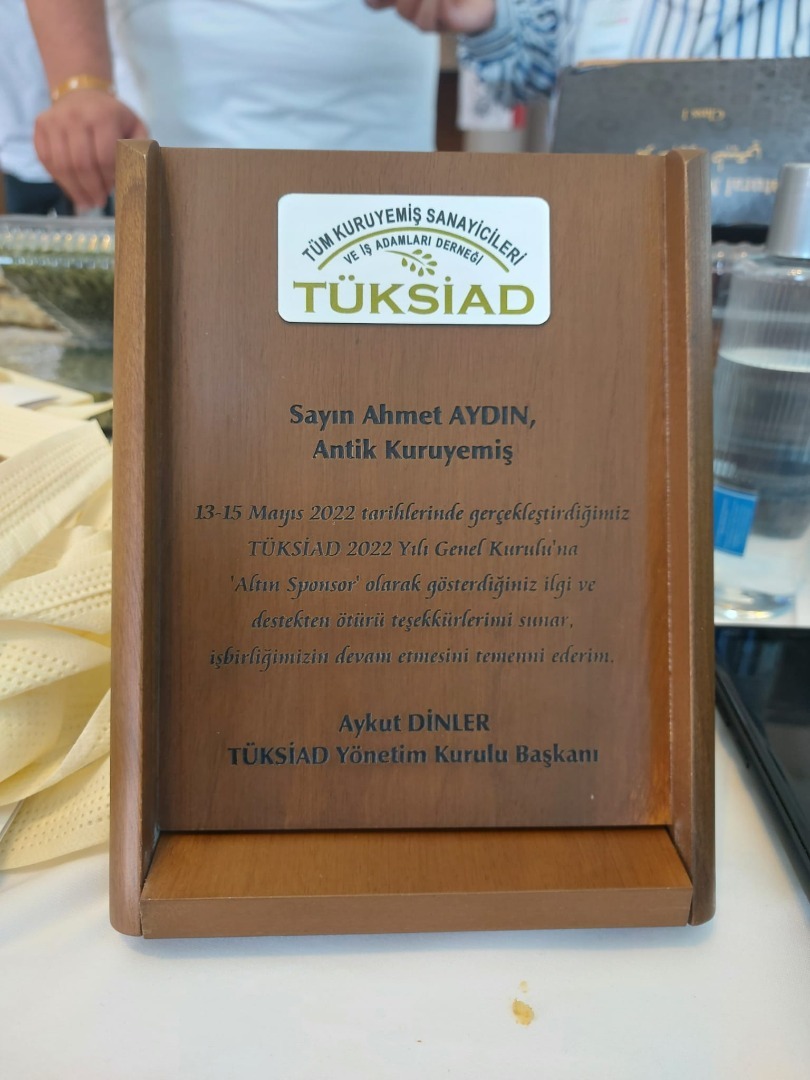 TÜM KURUYEMİŞ SANAYİCİLERİ
VE İŞ ADAMLARI DERNEĞİ
TÜKSİAD
Sayın Ahmet AYDIN,
Antik Kuruyemiş
13-15 Mayıs 2022 tarihlerinde gerçekleştirdiğimiz
TÜKSİAD 2022 Yılı Genel Kurulu'na
'Altın Sponsor' olarak gösterdiğiniz ilgi ve
destekten ötürü teşekkürlerimi sunar,
işbirliğimizin devam etmesini temenni ederim.
Aykut DİNLER
TÜKSİAD Yönetim Kurulu Başkanı
Class 1